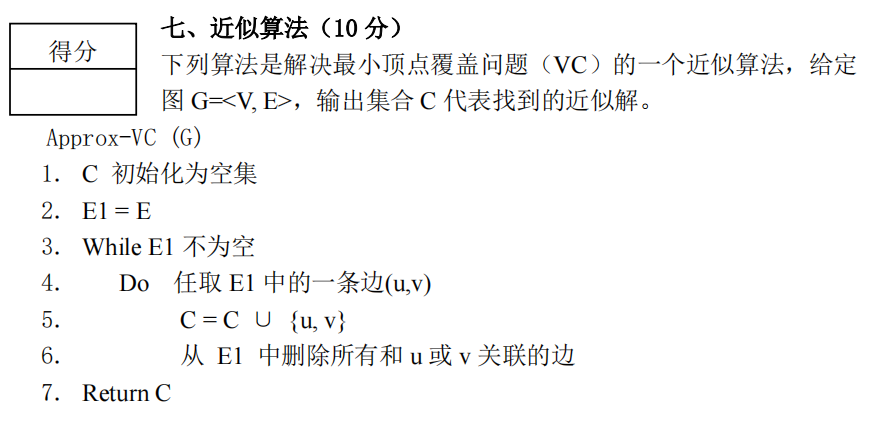 得分
七、近似算法（10 分）
下列算法是解决最小顶点覆盖问题（VC）的一个近似算法，给定
图 G=<V, E>，输出集合 C 代表找到的近似解。
Approx-VC (G)
1. C 初始化为空集
2. E1 = E
3. While E1 不为空
4. Do 任取 E1 中的一条边(u,v)
5. C = C ∪ {u, v}
6. 从 E1 中删除所有和 u 或 v 关联的边
7. Return C